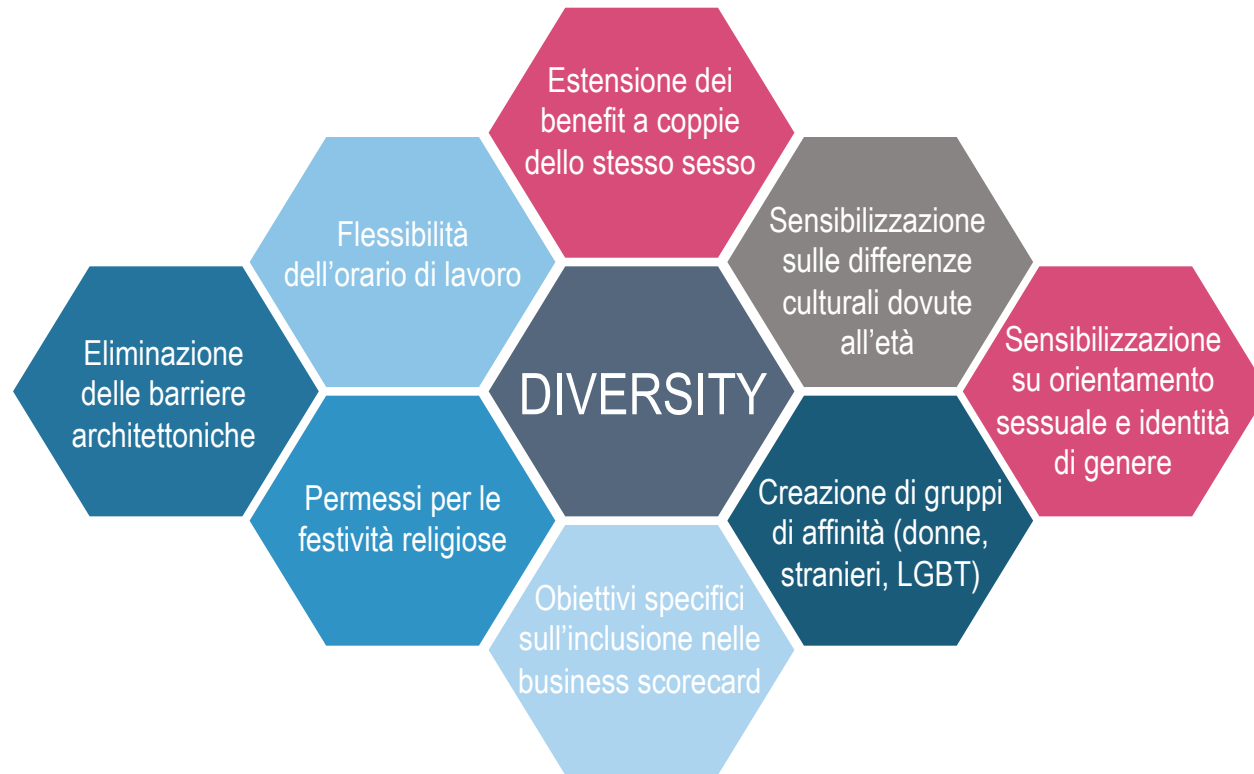 Estensione dei
benefit a coppie
dello stesso sesso
Flessibilità
dell’orario di lavoro
Sensibilizzazione
sulle differenze
culturali dovute
all’età
Eliminazione
delle barriere
architettoniche
DIVERSITY
Sensibilizzazione
su orientamento
sessuale e identità
di genere
Permessi per le
festività religiose
Creazione di gruppi
di affinità (donne,
stranieri, LGBT)
Obiettivi specifici
sull’inclusione nelle
business scorecard